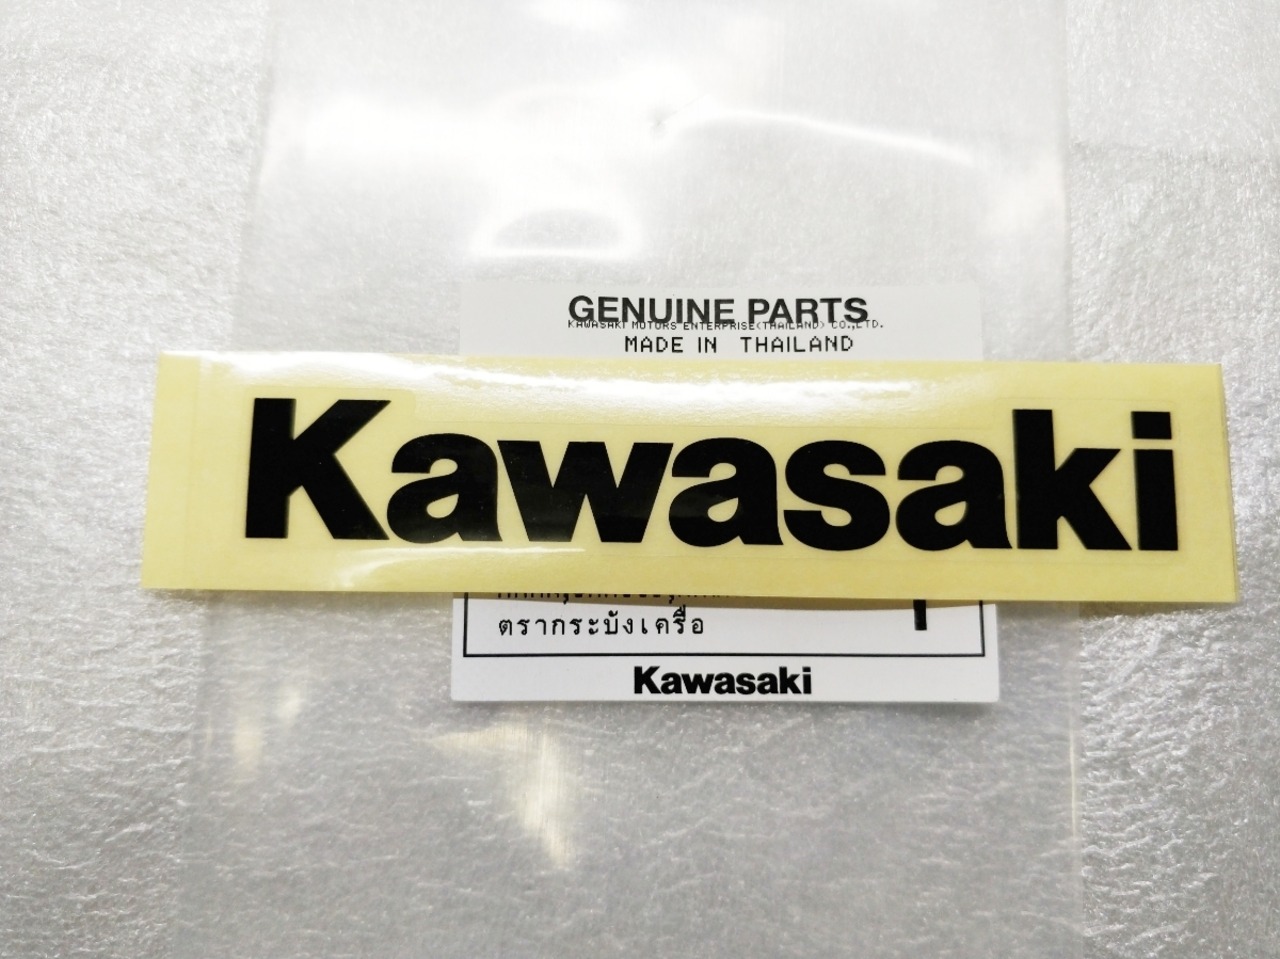 GENUINE PARTS
KAWASAKI MOTORS ENTERPRISE(THAILAND) CO.,LTD.
MADE IN THAILAND
Kawasaki
ตรากระบังเครื่อ
Kawasaki